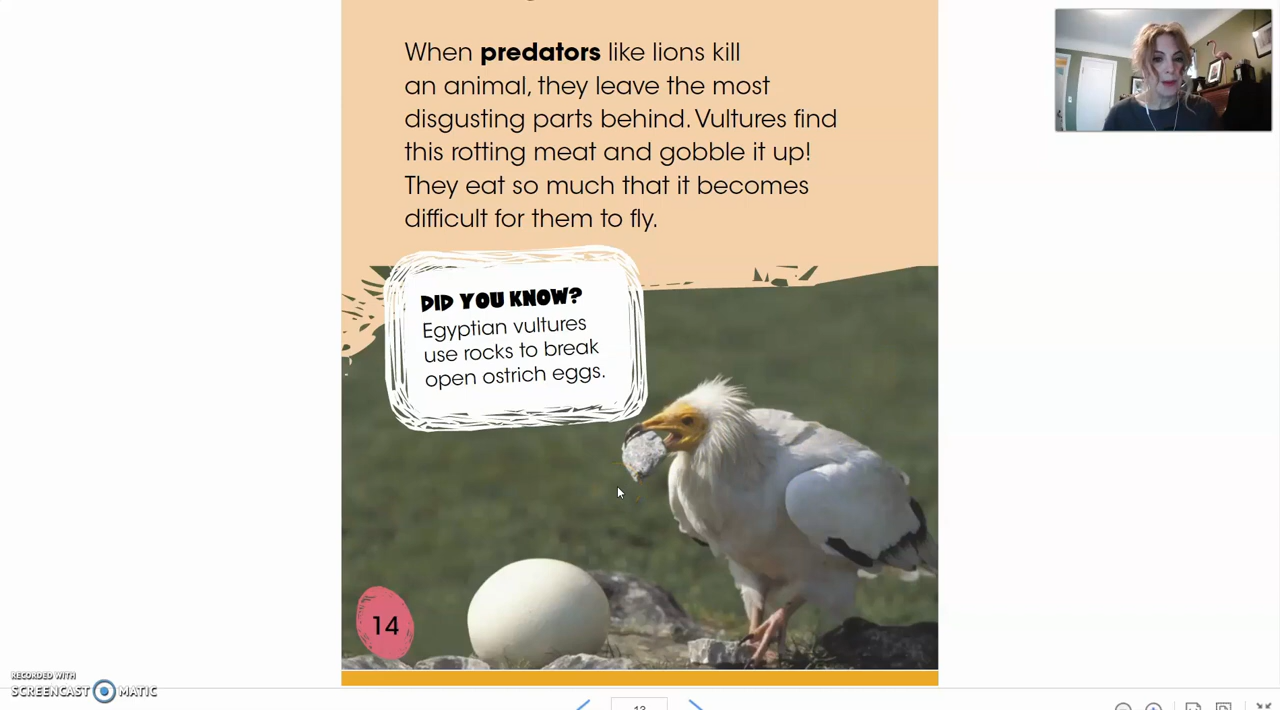 When predators like lions kill
an animal, they leave the most
disgusting parts behind. Vultures find
this rotting meat and gobble it up!
They eat so much that it becomes
difficult for them to fly.
DID YOU KNOW?
Egyptian vultures
use rocks to break
open ostrich eggs.
14
RECORDED WITH
SCREENCAST MATIC